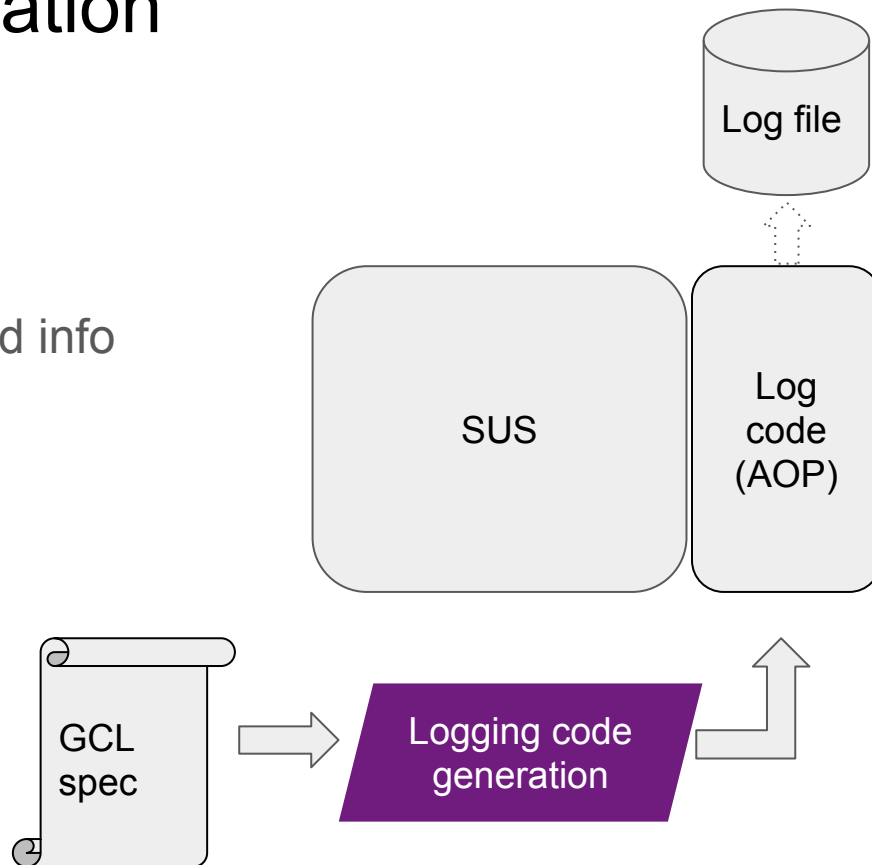 ation
Log file
d info
SUS
Log
code
(AOP)
GCL
spec
Logging code
generation